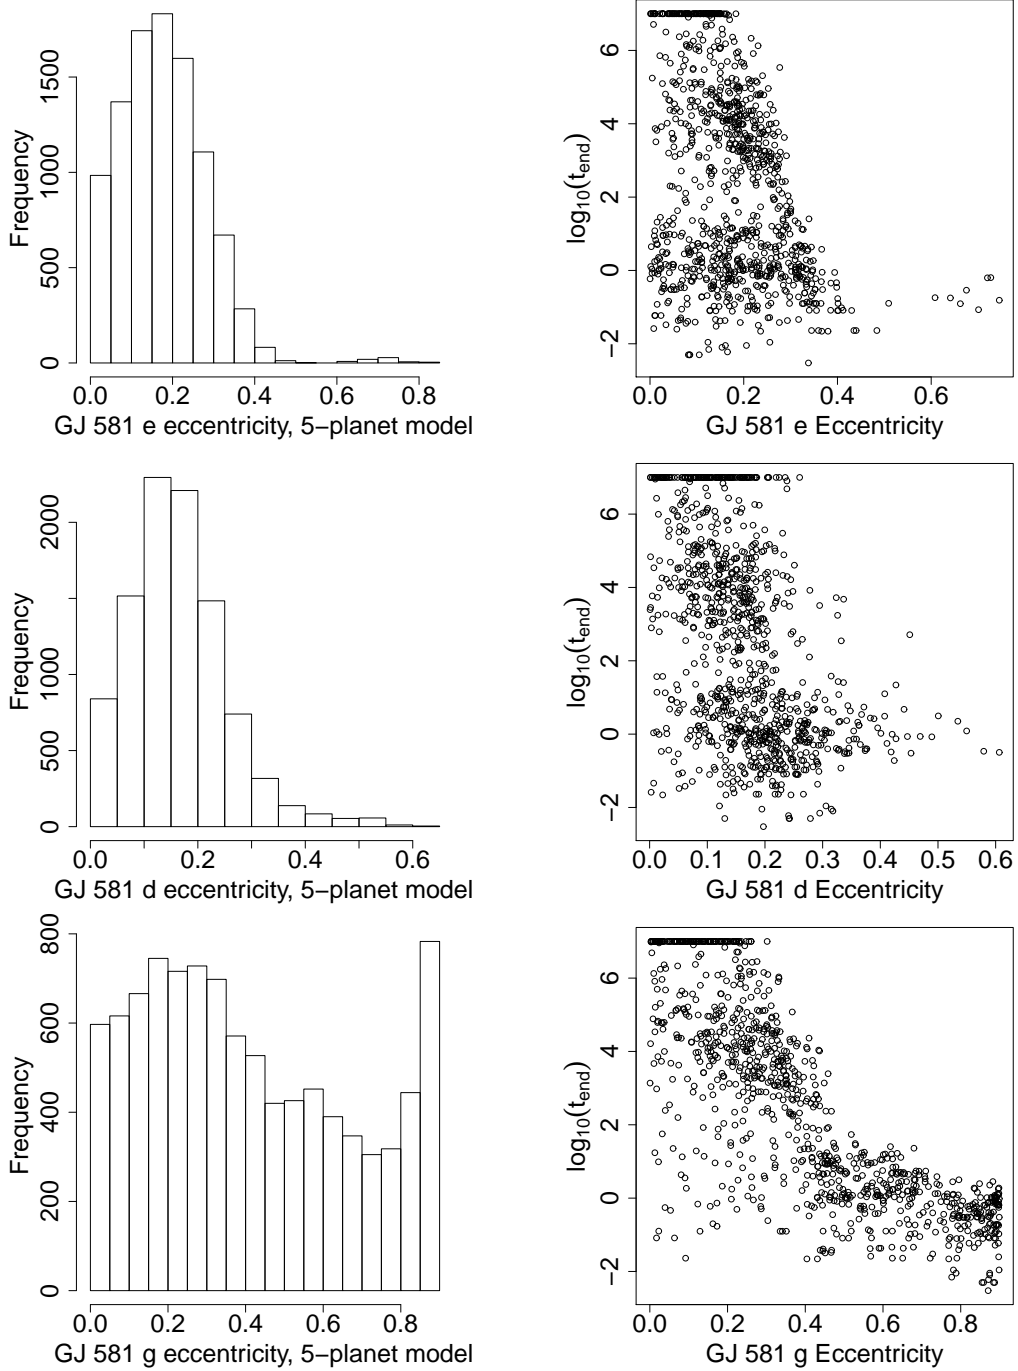 Frequency
0 500 1000 1500
0.0 0.2 0.4 0.6 0.8
GJ 581 e eccentricity, 5−planet model
log10(tend)
−2 0 2 4 6
0.0 0.2 0.4 0.6
GJ 581 e Eccentricity
Frequency
0 500 1000 2000
0.0 0.2 0.4 0.6
GJ 581 d eccentricity, 5−planet model
log10(tend)
−2 0 2 4 6
0.0 0.1 0.2 0.3 0.4 0.5 0.6
GJ 581 d Eccentricity
Frequency
0 200 400 600 800
0.0 0.2 0.4 0.6 0.8
GJ 581 g eccentricity, 5−planet model
log10(tend)
−2 0 2 4 6
0.0 0.2 0.4 0.6 0.8
GJ 581 g Eccentricity